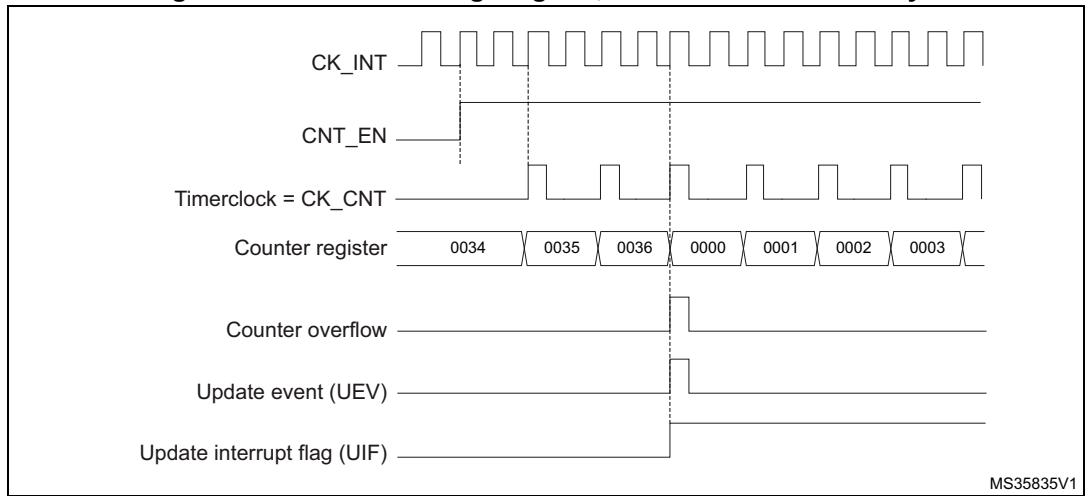 CK_INT
CNT_EN
Timerclock = CK_CNT
Counter register 0034 0035 0036 0000 0001 0002 0003
Counter overflow
Update event (UEV)
Update interrupt flag (UIF)
MS35835V1